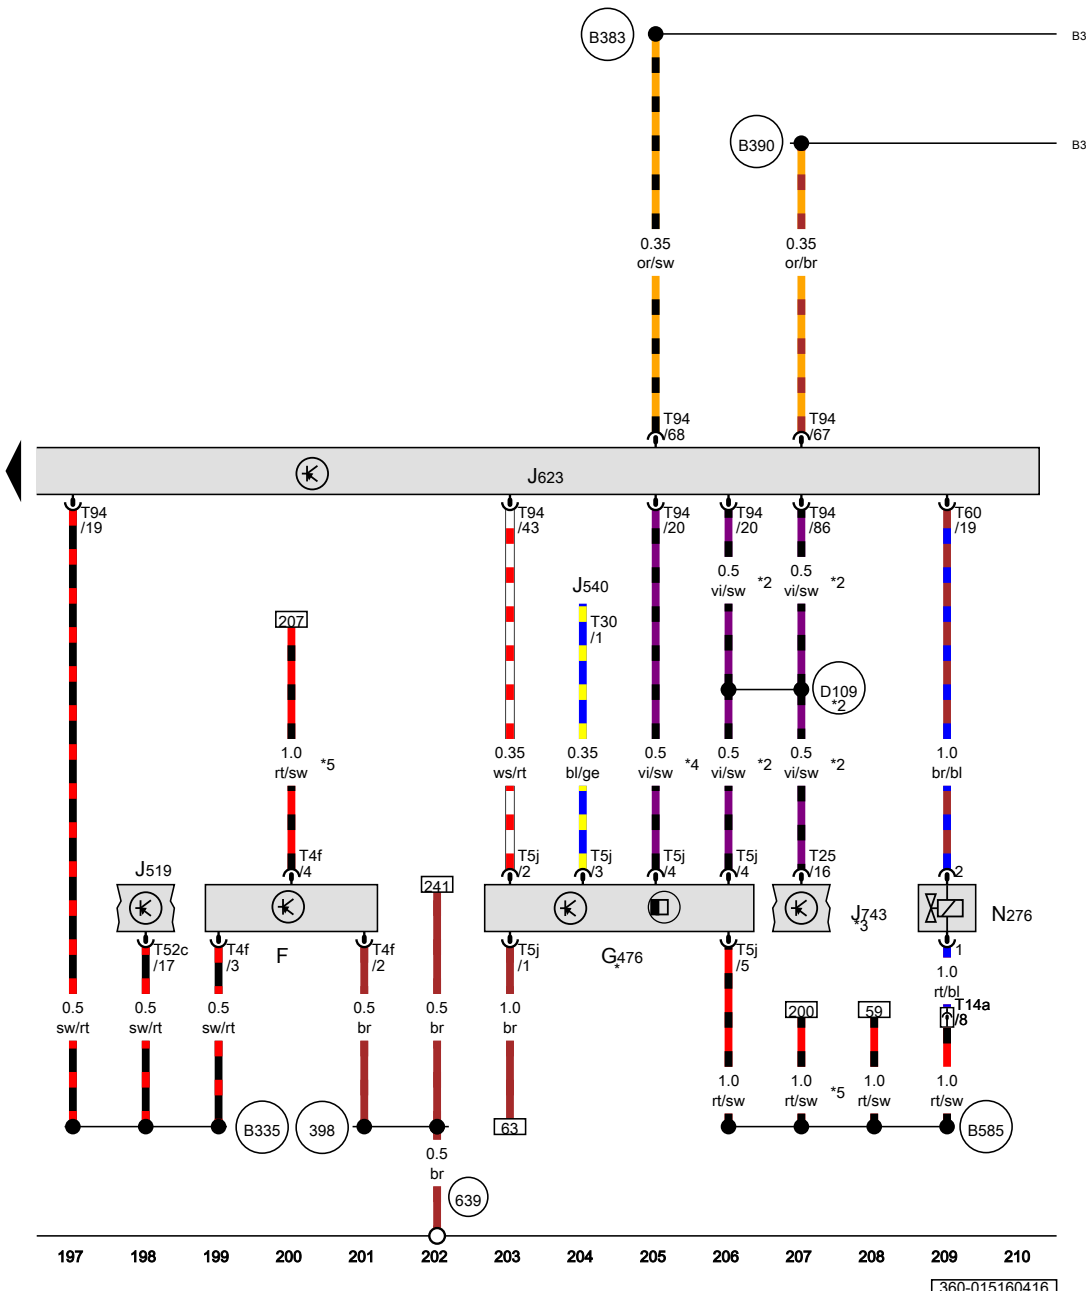 B383
B3
B390
B3
0.35
or/sw
0.35
or/br
T94
/68
T94
/67
J623
T94
/19
T94
/43
T94
/20
T94
/20
T94
/86
T60
/19
0.5
vi/sw *2
0.5
vi/sw *2
J540
T30
/1
207
D109
*2
1.0
rt/sw *5
0.35
ws/rt
0.35
bl/ge
0.5
vi/sw *4
0.5
vi/sw *2
0.5
vi/sw *2
1.0
br/bl
T4f
/4
T5j
/2
T5j
/3
T5j
/4
T5j
/4
T25
/16
2
J519
241
J743
*3
N276
T52c
/17
T4f
/3
F
T4f
/2
T5j
/1
G476
*
T5j
/5
1
1.0
rt/bl
T14a
/8
0.5
sw/rt
0.5
sw/rt
0.5
sw/rt
0.5
br
0.5
br
1.0
br
200
59
1.0
rt/sw
1.0
rt/sw *5
1.0
rt/sw
1.0
rt/sw
B335
398
63
B585
0.5
br
639
197 198 199 200 201 202 203 204 205 206 207 208 209 210
360-015160416